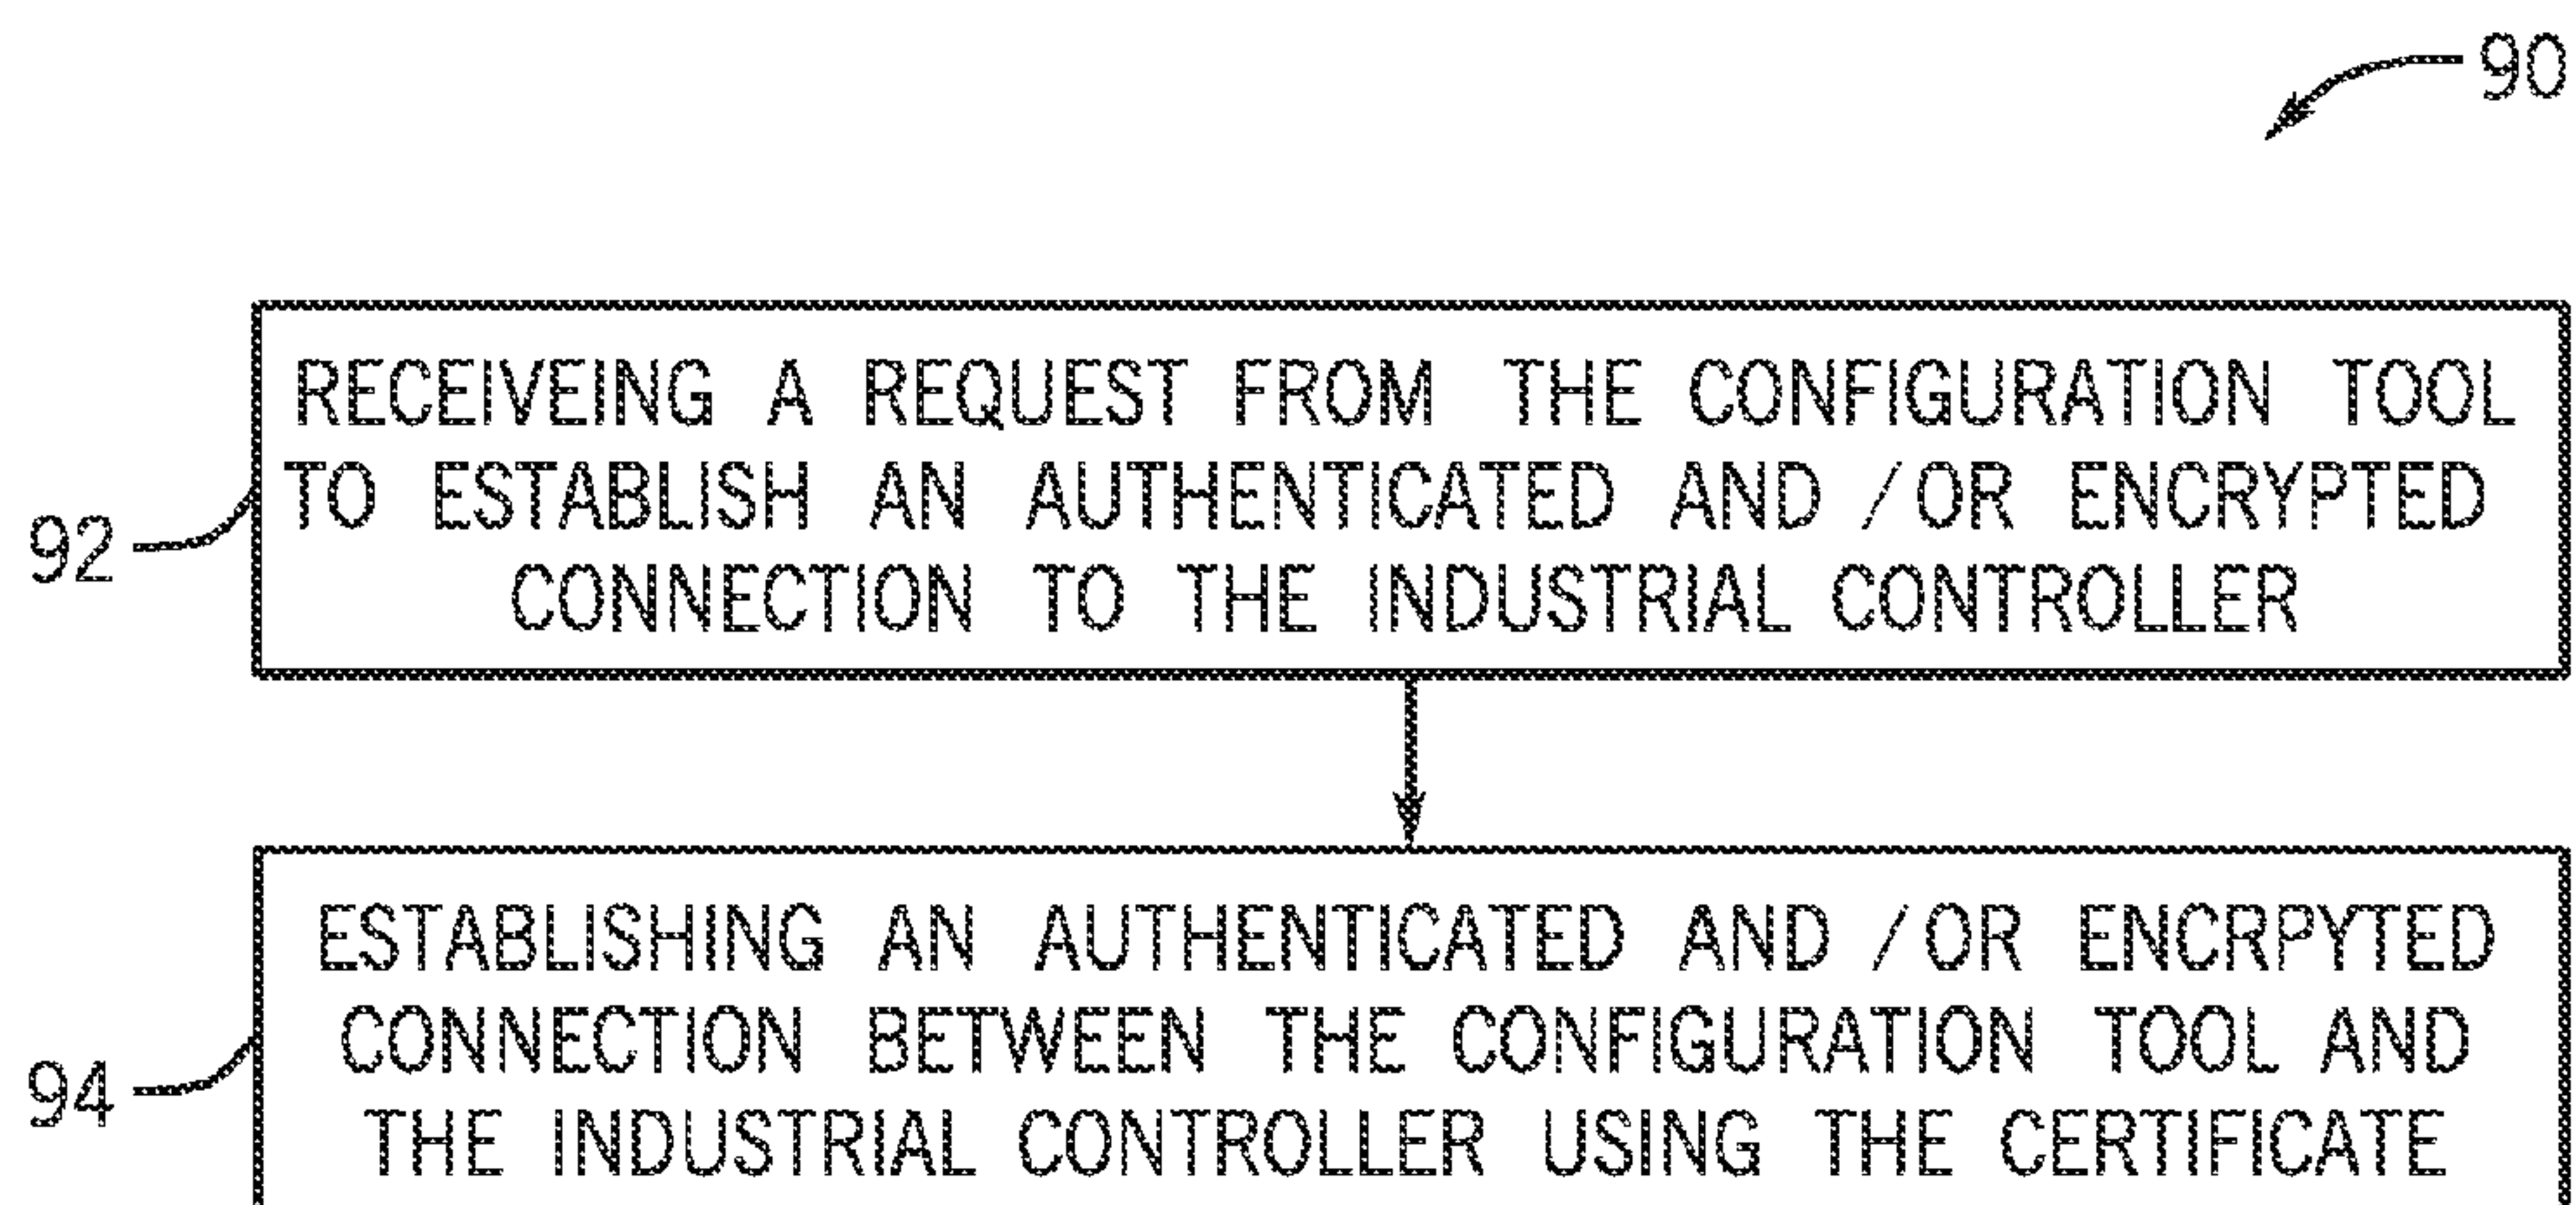 90
RECEIVEING A REQUEST FROM THE CONFIGURATION TOOL
TO ESTABLISH AN AUTHENTICATED AND /OR ENCRYPTED
CONNECTION TO THE INDUSTRIAL CONTROLLER
92
ESTABLISHING AN AUTHENTICATED AND /OR ENCRPYTED
CONNECTION BETWEEN THE CONFIGURATION TOOL AND
THE INDUSTRIAL CONTROLLER USING THE CERTIFICATE
94